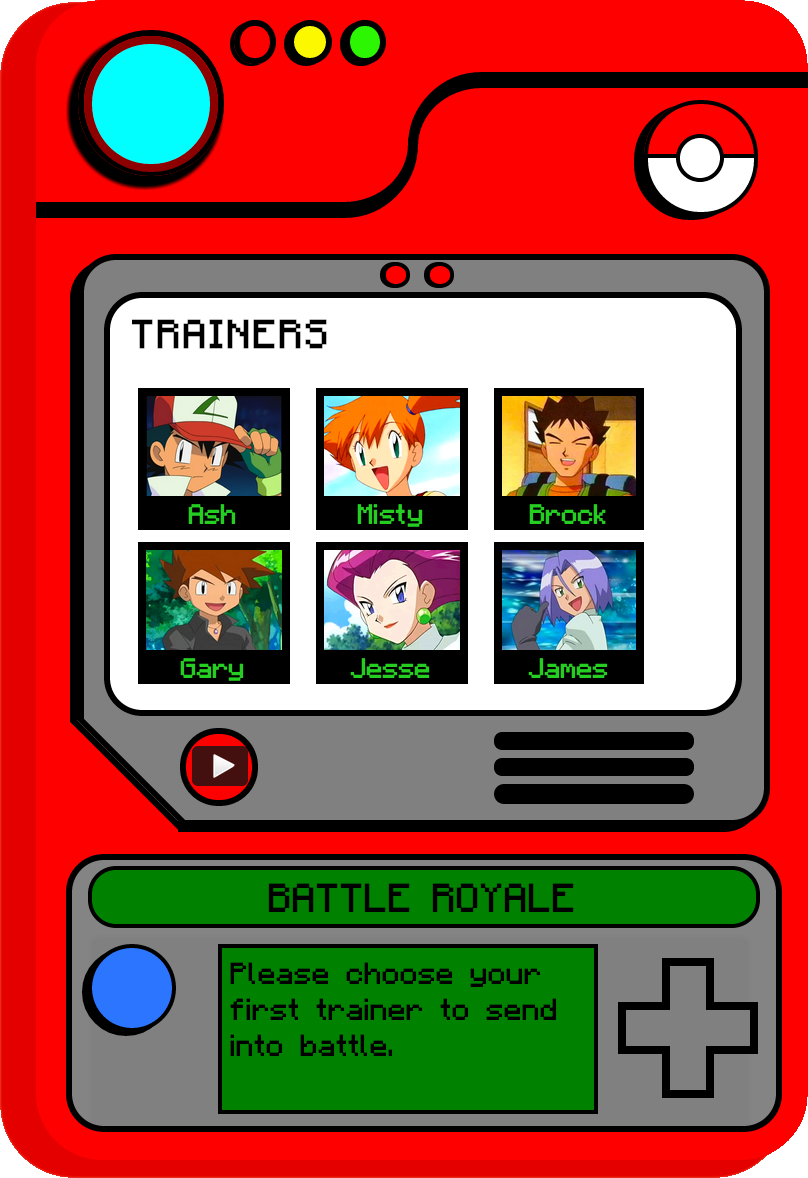 TRAINERS
Ash
Misty
Brock
Gary
Jesse
James
BATTLE ROYALE
Please choose your
first trainer to send
into battle.